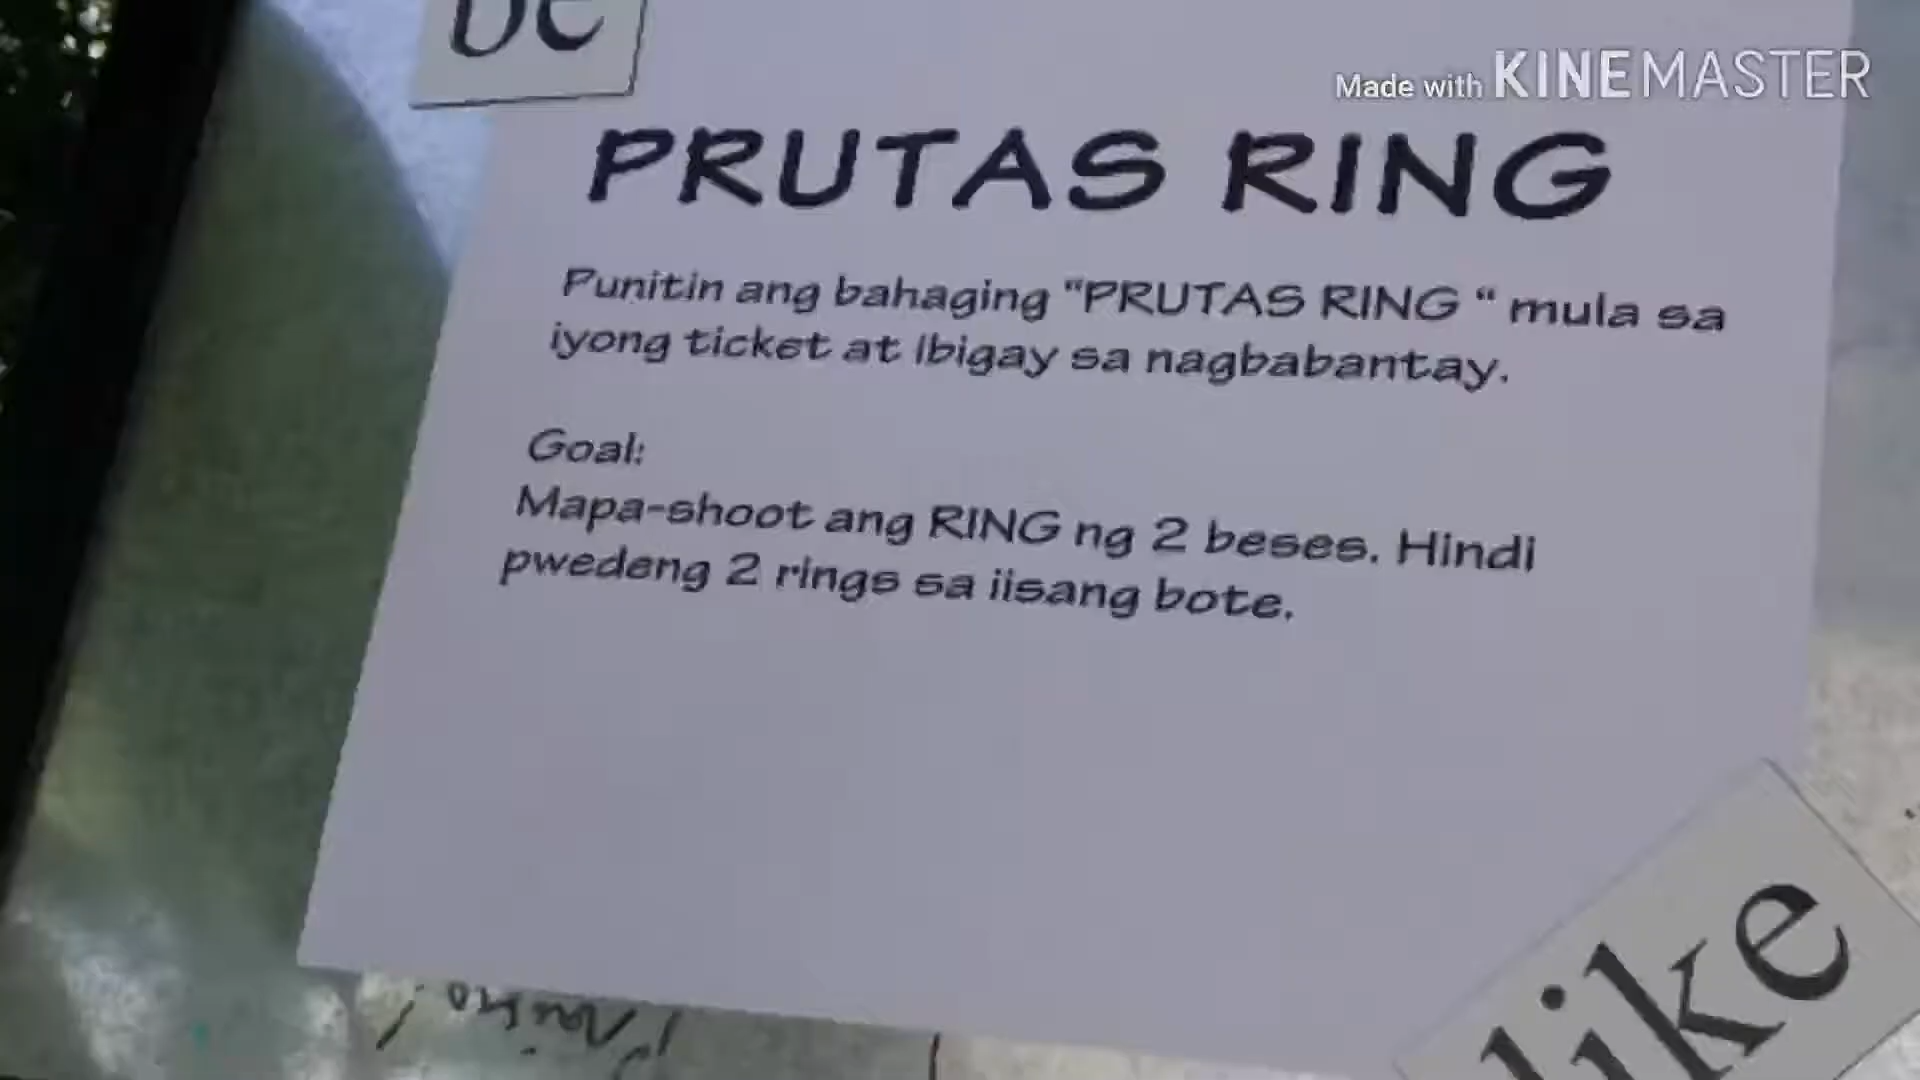 be
Made with KINEMASTER
PRUTAS RING
Punitin ang bahaging "PRUTAS RING “ mula sa
iyong ticket at ibigay sa nagbabantay.
Goal:
Mapa-shoot ang RING ng 2 beses. Hindi
pwedeng 2 rings sa iisang bote.
like